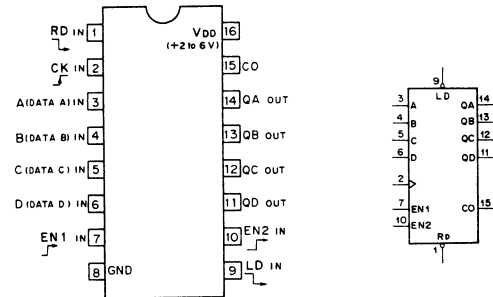 RD IN 1
CK IN 2
A(DATA A) IN 3
B(DATA B) IN 4
C(DATA C) IN 5
D(DATA D) IN 6
EN1 IN 7
8 GND
VDD 16
(+2 to 6V)
15 CO
14 QA OUT
13 QB OUT
12 QC OUT
11 QD OUT
10 EN2 IN
9 LD IN
9
LD
3 A QA 14
4 B QB 13
5 C QC 12
6 D QD 11
2
7 EN1 CO 15
10 EN2
RD
1